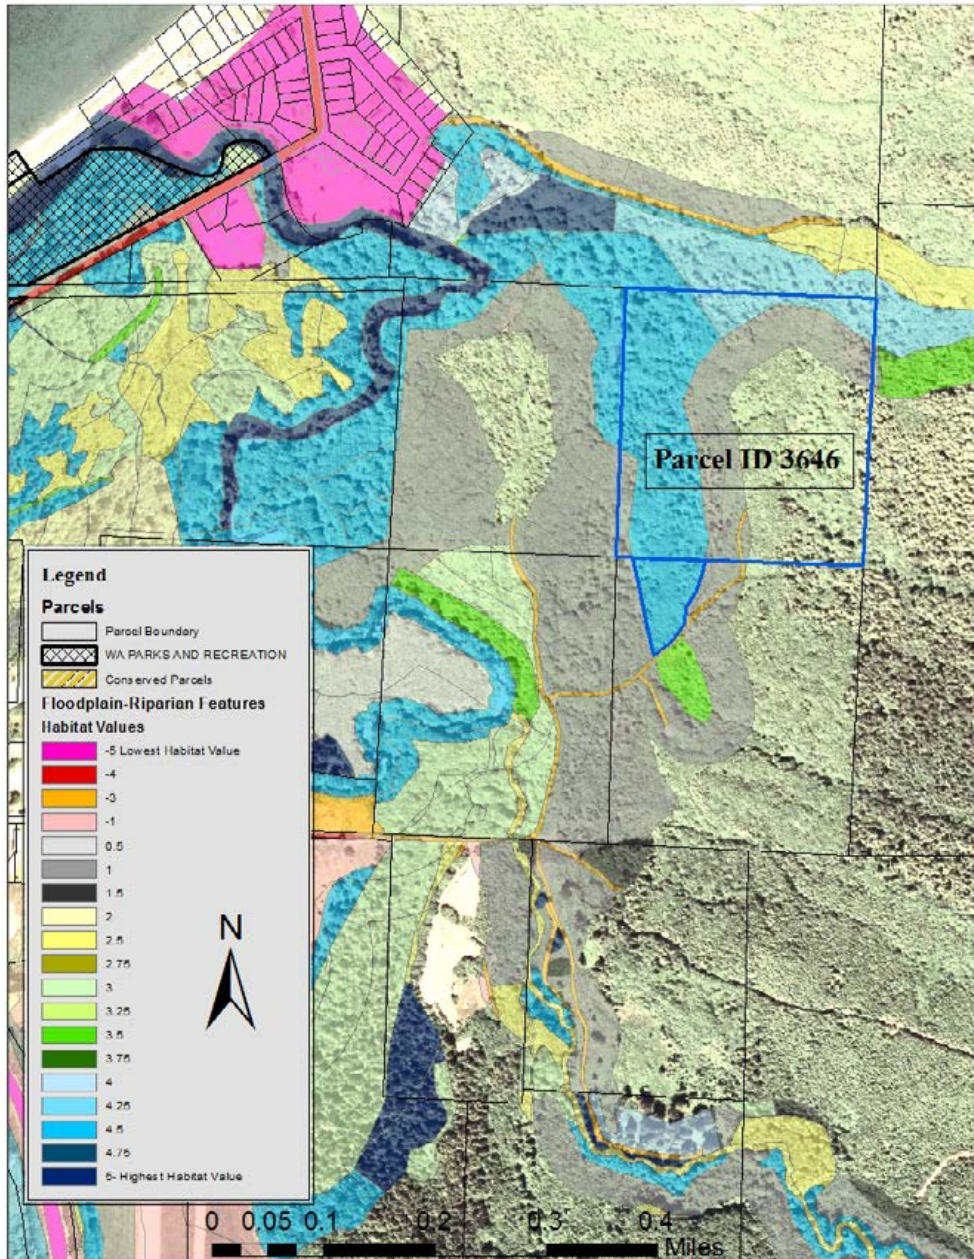 Parcel ID 3646
Legend
Parcels
Parcel Boundary
WA PARKS AND RECREATION
Conserved Parcels
Floodplain-Riparian Features
Habitat Values
-5 Lowest Habitat Value
-4
-3
-1
0.5
1
1.5
2
2.5
2.75
3
3.25
3.5
3.75
4
4.25
4.5
4.75
5- Highest Habitat Value
N
0 0.05 0.1 0.2 0.3 0.4
Miles